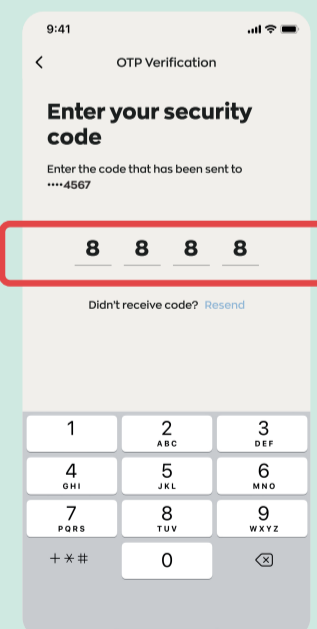 9:41
OTP Verification
Enter your security
code
Enter the code that has been sent to
••••4567
8 8 8 8
Didn't receive code? Resend
1 2 3
ABC DEF
4 5 6
GHI JKL MNO
7 8 9
PQRS TUV WXYZ
+*# 0